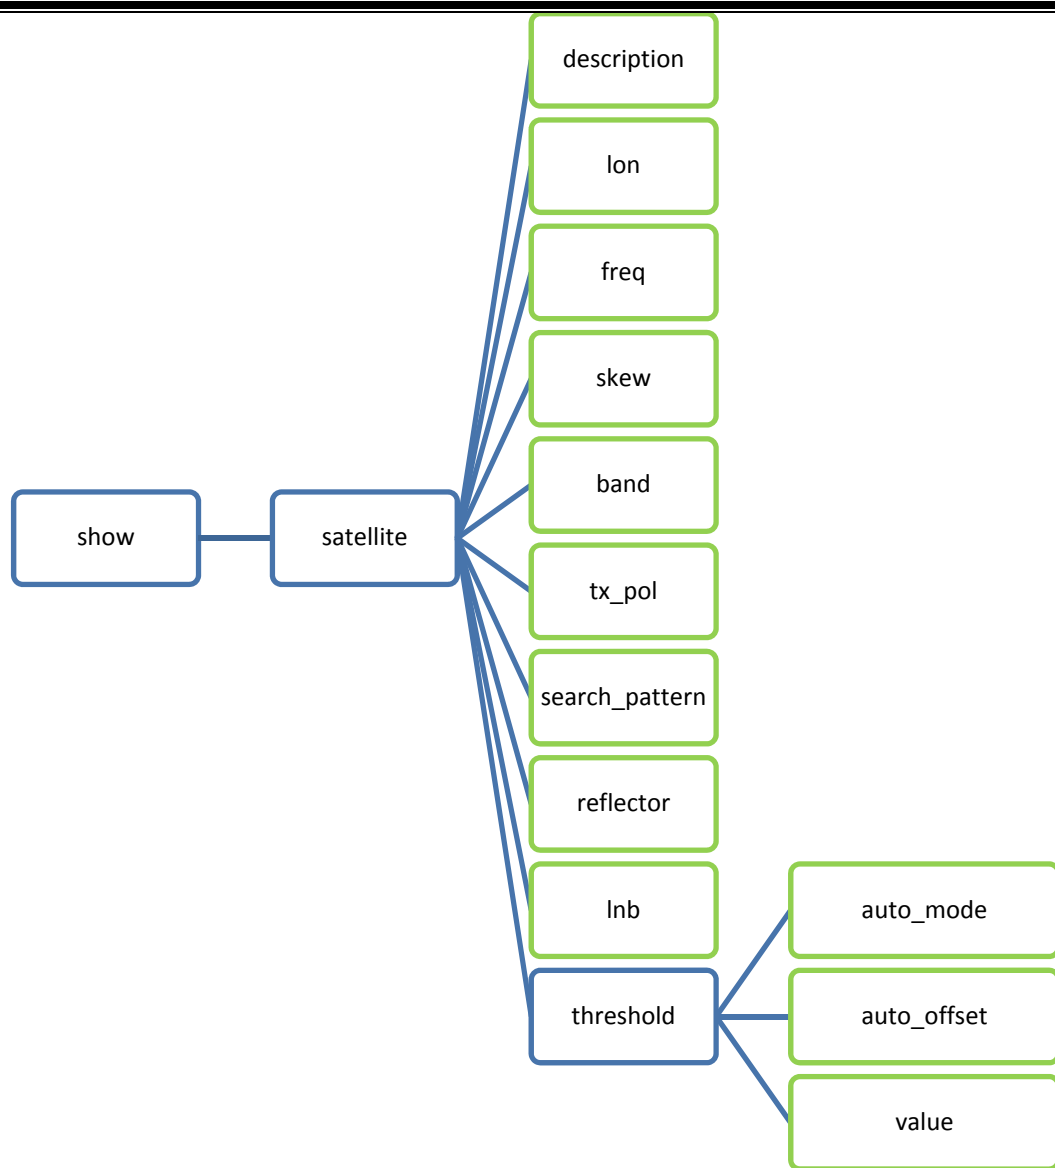 description
lon
freq
skew
band
show
satellite
tx_pol
search_pattern
reflector
lnb
auto_mode
threshold
auto_offset
value